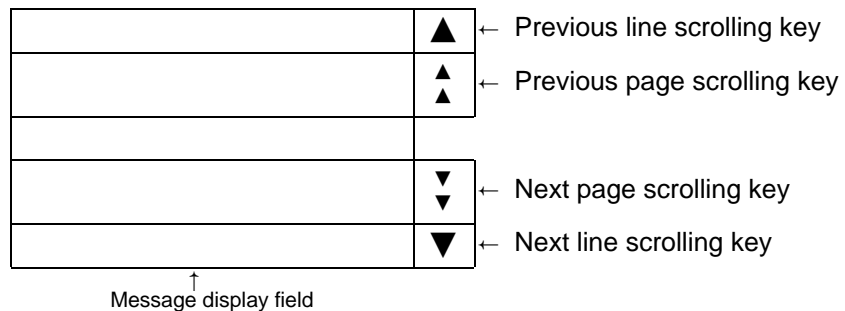 ▲ ← Previous line scrolling key
▲▲ ← Previous page scrolling key
▼▼ ← Next page scrolling key
▼ ← Next line scrolling key
↑
Message display field